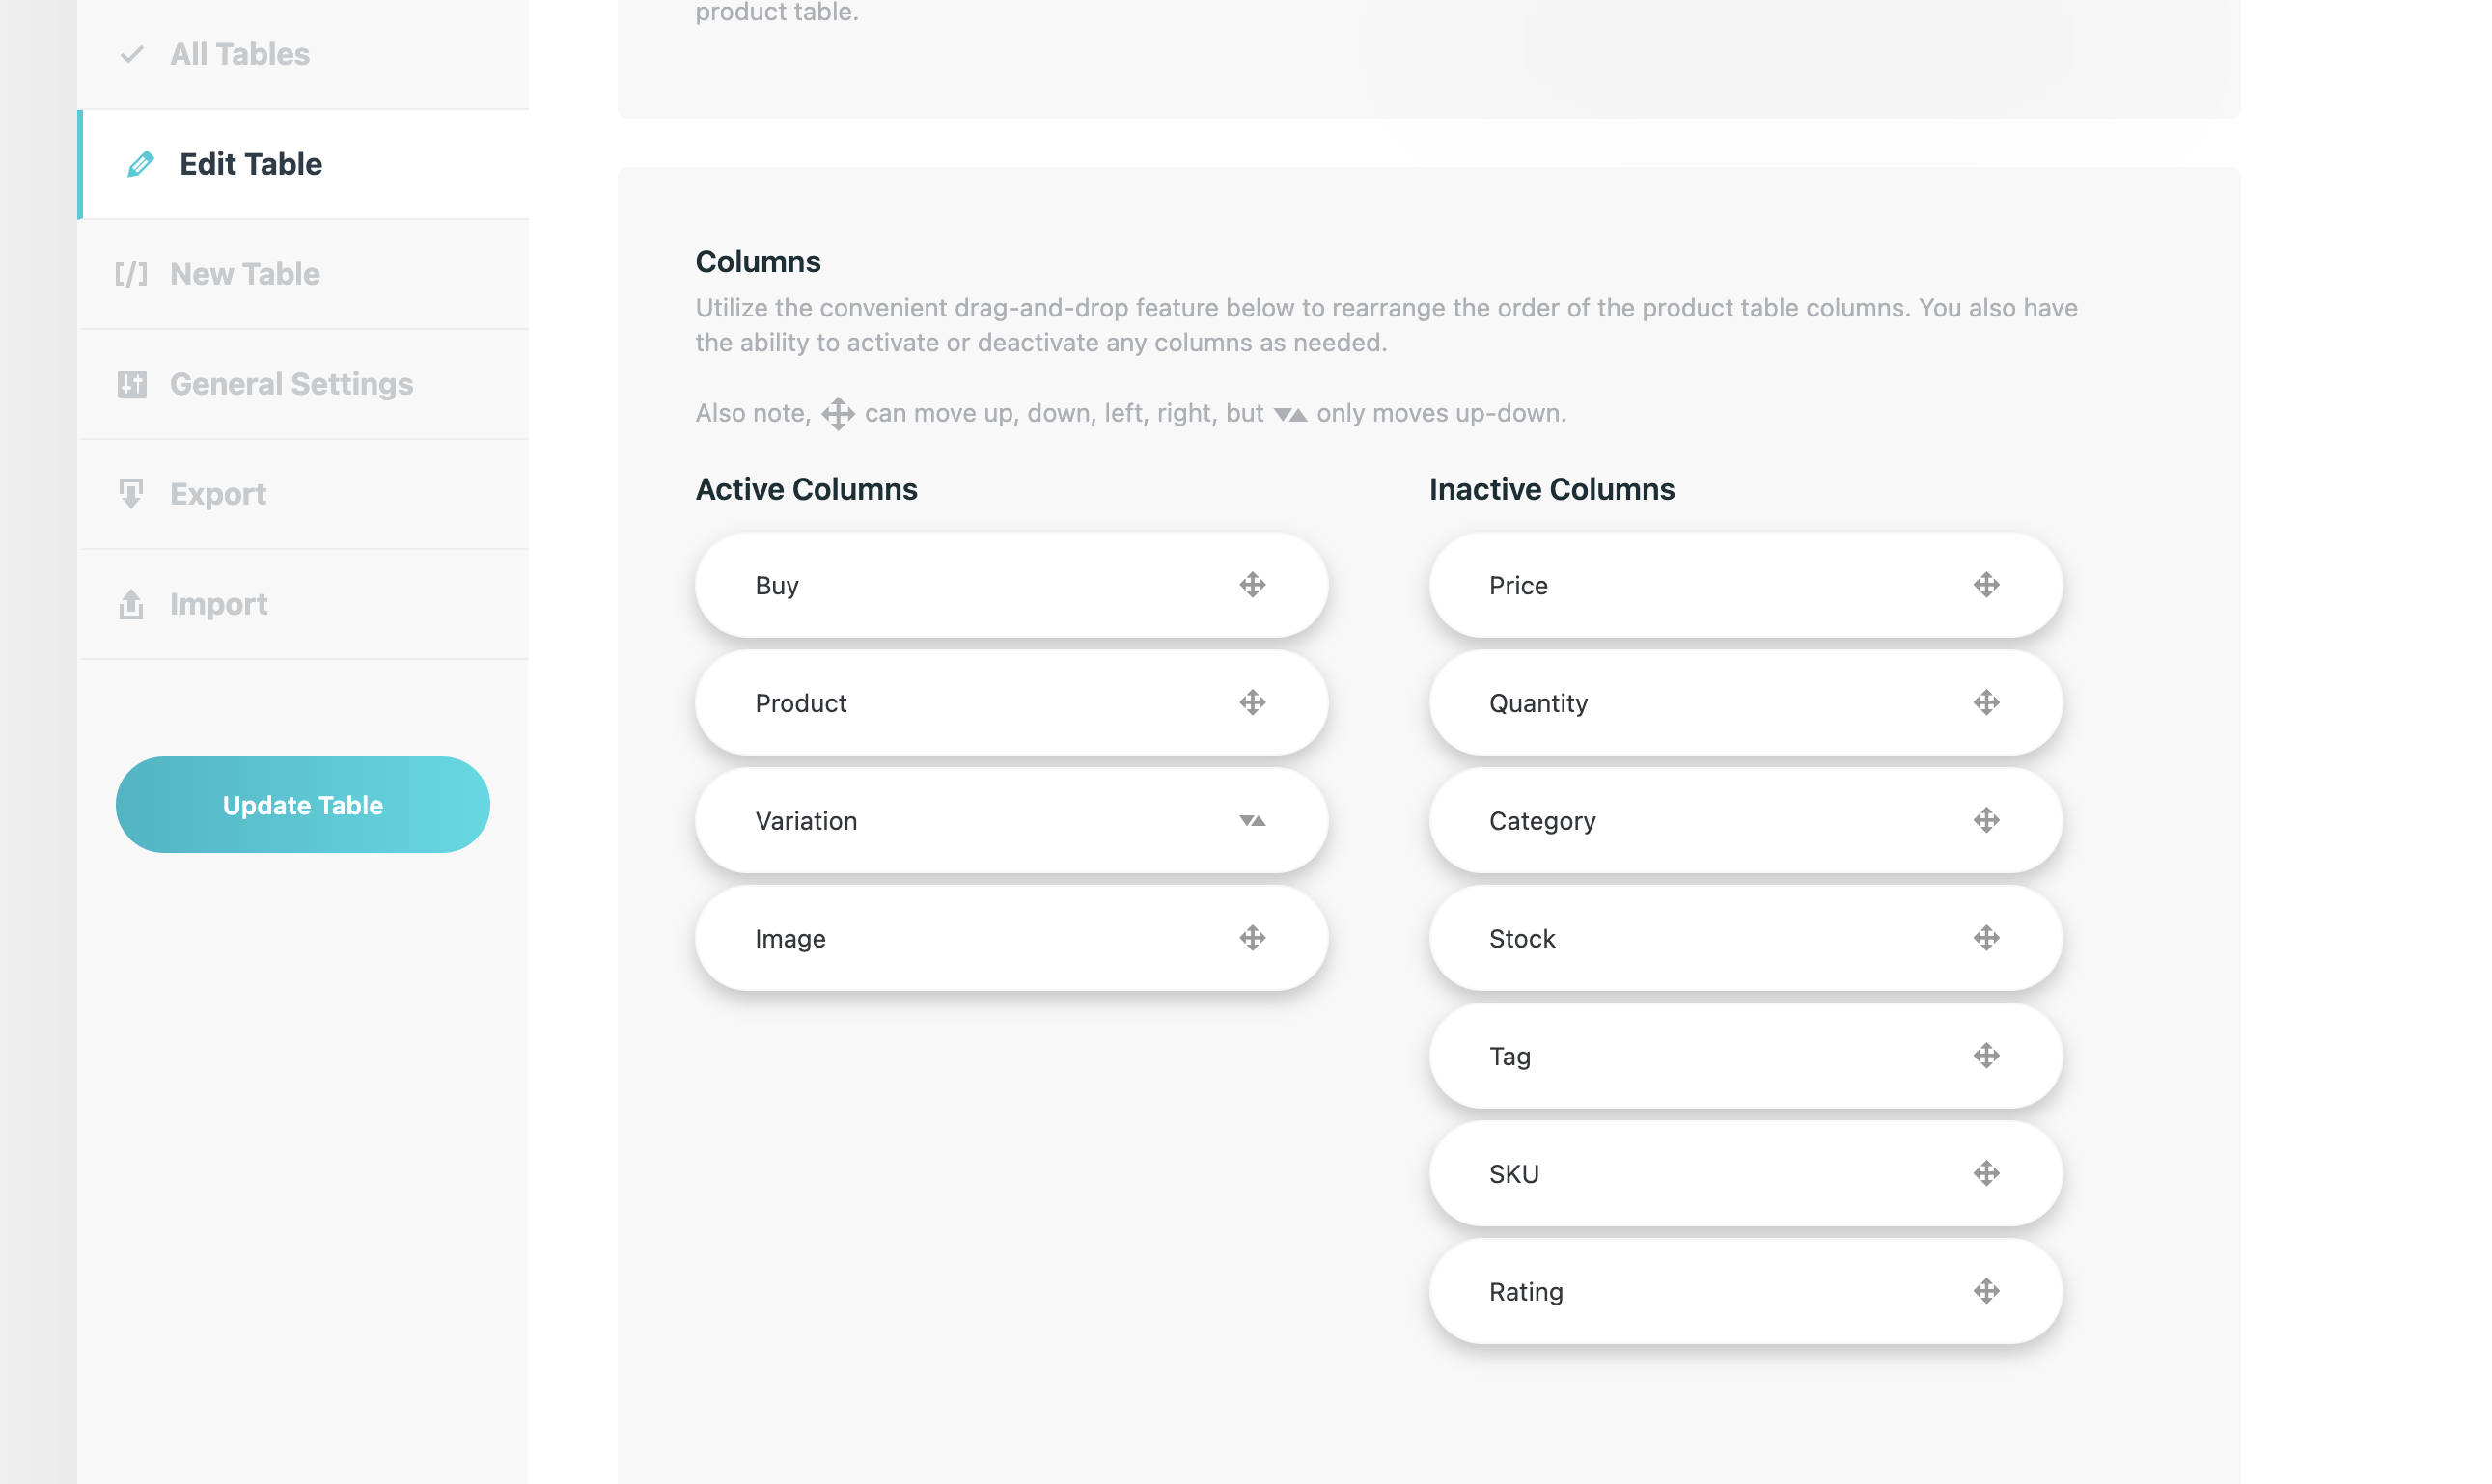 product table.
All Tables
Edit Table
New Table
General Settings
Export
Import
Update Table
Columns
Utilize the convenient drag-and-drop feature below to rearrange the order of the product table columns. You also have
the ability to activate or deactivate any columns as needed.
Also note, can move up, down, left, right, but only moves up-down.
Active Columns
Buy
Product
Variation
Image
Inactive Columns
Price
Quantity
Category
Stock
Tag
SKU
Rating